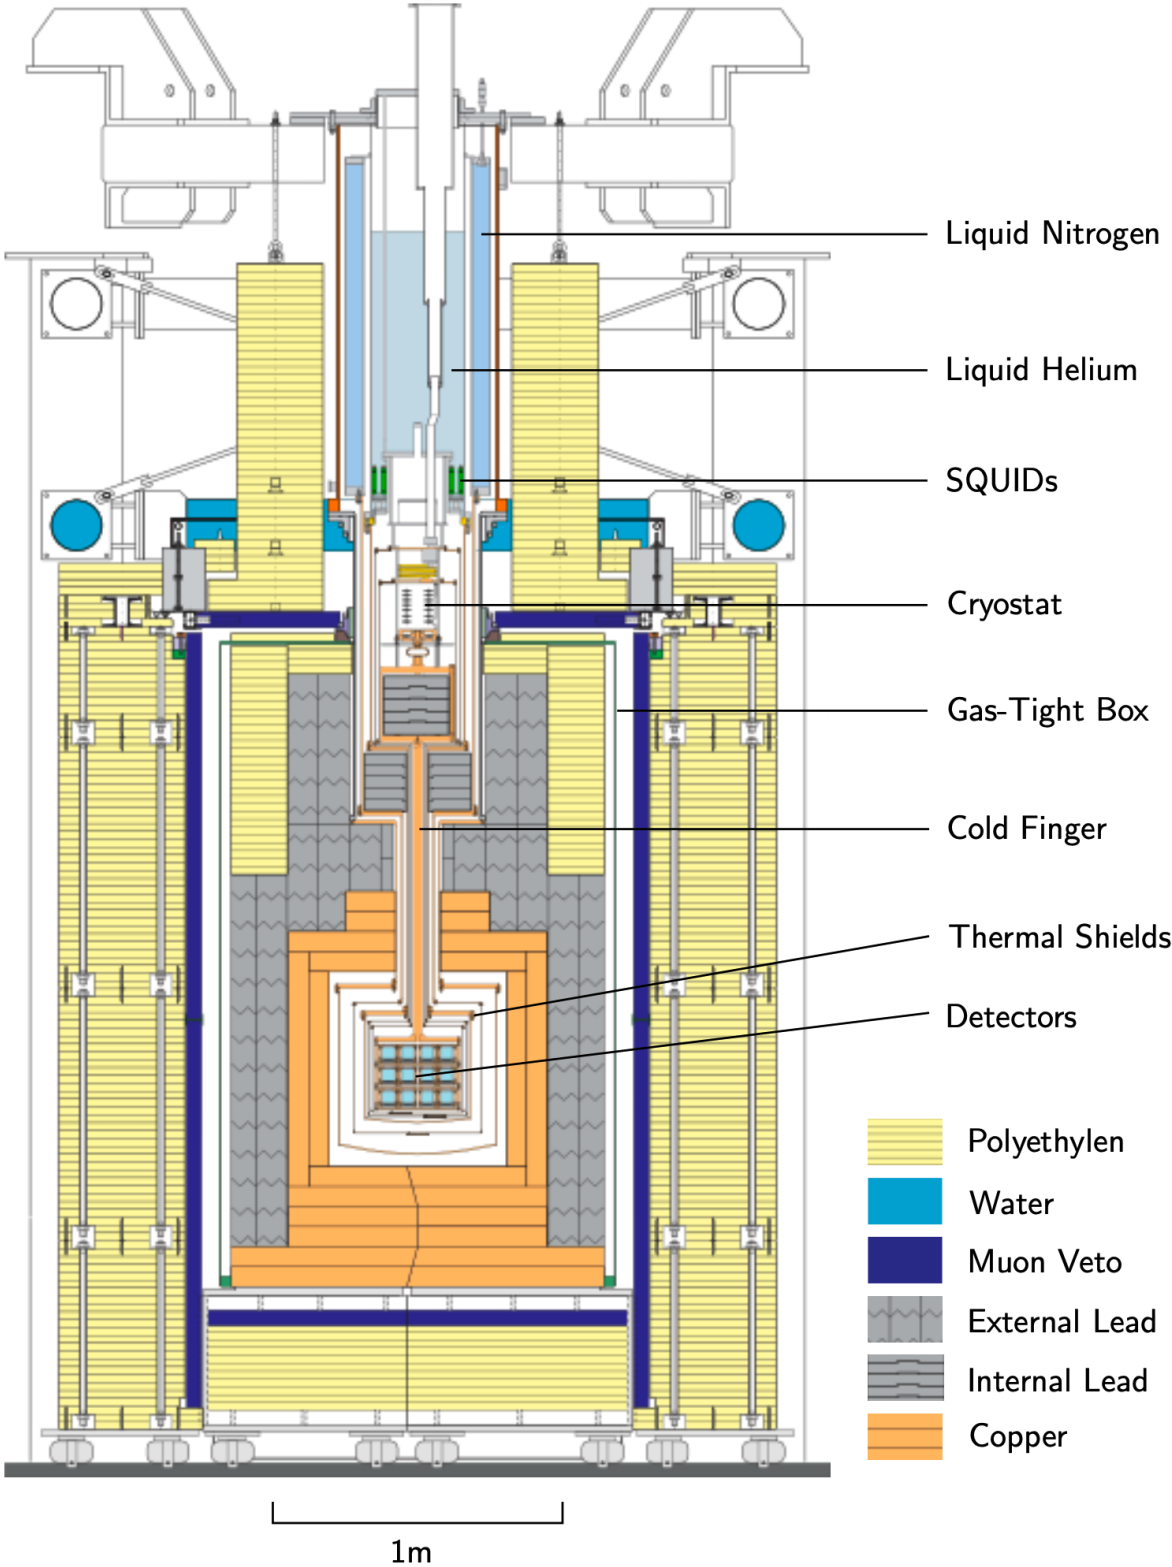 Liquid Nitrogen
Liquid Helium
SQUIDs
Cryostat
Gas-Tight Box
Cold Finger
Thermal Shields
Detectors
Polyethylen
Water
Muon Veto
External Lead
Internal Lead
Copper
1m